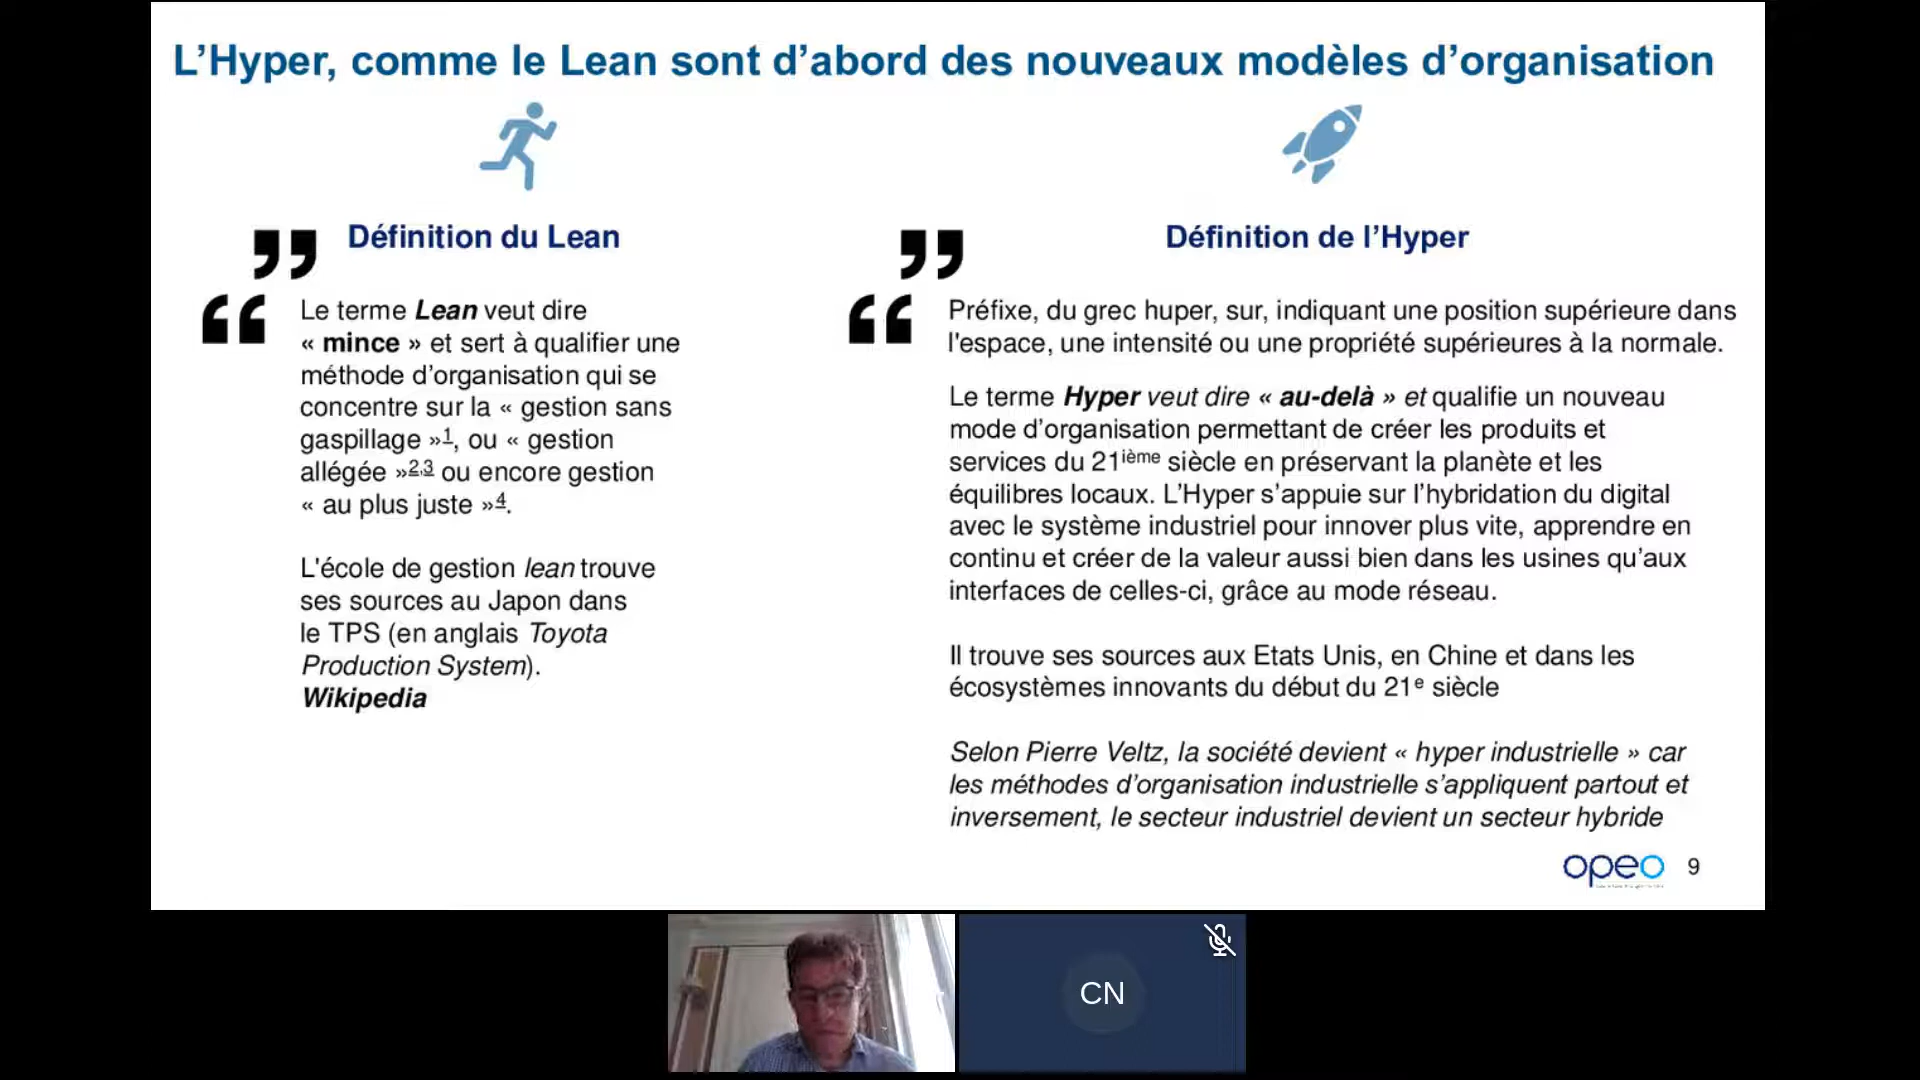 L’Hyper, comme le Lean sont d’abord des nouveaux modèles d’organisation
Définition du Lean
Le terme Lean veut dire
« mince » et sert à qualifier une
méthode d’organisation qui se
concentre sur la « gestion sans
gaspillage »1, ou « gestion
allégée »2,3 ou encore gestion
« au plus juste »4.
L'école de gestion lean trouve
ses sources au Japon dans
le TPS (en anglais Toyota
Production System).
Wikipedia
Définition de l’Hyper
Préfixe, du grec huper, sur, indiquant une position supérieure dans
l'espace, une intensité ou une propriété supérieures à la normale.
Le terme Hyper veut dire « au-delà » et qualifie un nouveau
mode d’organisation permettant de créer les produits et
services du 21ième siècle en préservant la planète et les
équilibres locaux. L’Hyper s’appuie sur l’hybridation du digital
avec le système industriel pour innover plus vite, apprendre en
continu et créer de la valeur aussi bien dans les usines qu’aux
interfaces de celles-ci, grâce au mode réseau.
Il trouve ses sources aux Etats Unis, en Chine et dans les
écosystèmes innovants du début du 21e siècle
Selon Pierre Veltz, la société devient « hyper industrielle » car
les méthodes d’organisation industrielle s’appliquent partout et
inversement, le secteur industriel devient un secteur hybride
opeo
9
CN